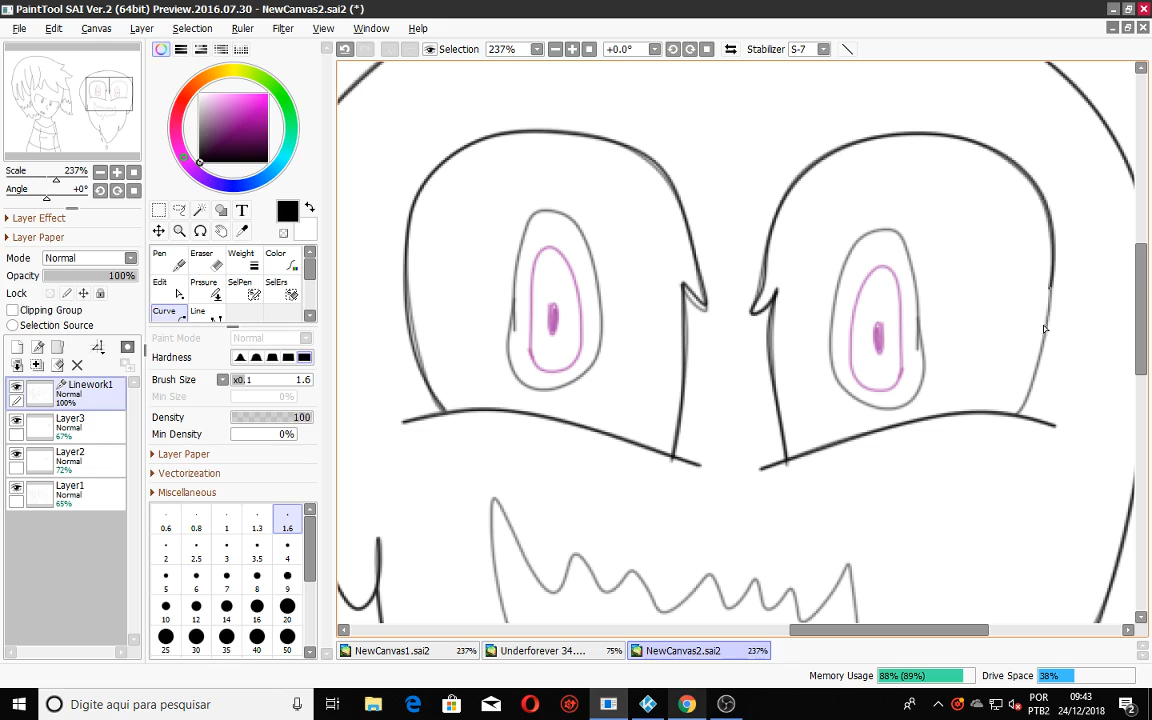 PaintTool SAI Ver.2 (64bit) Preview.2016.07.30 - NewCanvas2.sai2 (*)
File Edit Canvas Layer Selection Ruler Filter View Window Help
Selection 237% +0.0° Stabilizer S-7
Scale 237%
Angle +0°
Layer Effect
Layer Paper
Mode Normal
Opacity 100%
Lock
Clipping Group
Selection Source
Linework1
Normal
100%
Layer3
Normal
67%
Layer2
Normal
72%
Layer1
Normal
65%
T
Pen Eraser Weight Color
Edit Prssure SelPen SelErs
Curve Line
Paint Mode Normal
Hardness
Brush Size x0.1 1.6
Min Size 0%
Density 100
Min Density 0%
Layer Paper
Vectorizeation
Miscellaneous
0.6 0.8 1 1.3 1.6
2 2.5 3 3.5 4
5 6 7 8 9
10 12 14 16 20
25 30 35 40 50
NewCanvas1.sai2 237% Underforever 34.... 75% NewCanvas2.sai2 237%
Memory Usage 88% (89%) Drive Space 38%
Digite aqui para pesquisar
POR
PTB2
09:43
24/12/2018
2